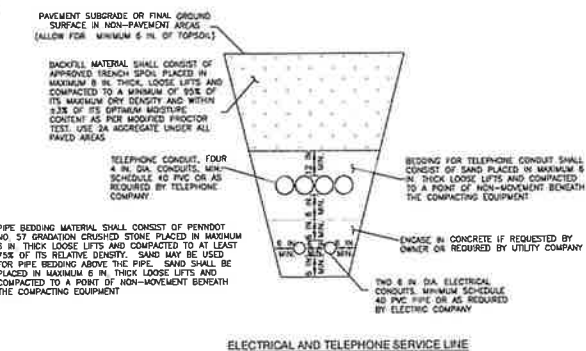 PAVEMENT SUBGRADE OR FINAL GROUND
SURFACE IN NON-PAVEMENT AREAS
(ALLOW FOR MINIMUM 6 IN. OF TOPSOIL)
BACKFILL MATERIAL SHALL CONSIST OF
APPROVED TRENCH SPOIL PLACED IN
MAXIMUM 8 IN. THICK, LOOSE LIFTS AND
COMPACTED TO A MINIMUM OF 95% OF
ITS MAXIMUM DRY DENSITY AND WITHIN
±3% OF ITS OPTIMUM MOISTURE
CONTENT AS PER MODIFIED PROCTOR
TEST. USE 2A AGGREGATE UNDER ALL
PAVED AREAS
TELEPHONE CONDUIT, FOUR
4 IN. DIA. CONDUITS, MIN.
SCHEDULE 40 PVC OR AS
REQUIRED BY TELEPHONE
COMPANY
12 IN.
MIN.
BEDDING FOR TELEPHONE CONDUIT SHALL
CONSIST OF SAND PLACED IN MAXIMUM 6
IN. THICK LOOSE LIFTS AND COMPACTED
TO A POINT OF NON-MOVEMENT BENEATH
THE COMPACTING EQUIPMENT
PIPE BEDDING MATERIAL SHALL CONSIST OF PENNDOT
NO. 57 GRADATION CRUSHED STONE PLACED IN MAXIMUM
6 IN. THICK LOOSE LIFTS AND COMPACTED TO AT LEAST
75% OF ITS RELATIVE DENSITY. SAND MAY BE USED
FOR PIPE BEDDING ABOVE THE PIPE. SAND SHALL BE
PLACED IN MAXIMUM 6 IN. THICK LOOSE LIFTS AND
COMPACTED TO A POINT OF NON-MOVEMENT BENEATH
THE COMPACTING EQUIPMENT
ENCASE IN CONCRETE IF REQUESTED BY
OWNER OR REQUIRED BY UTILITY COMPANY
6 IN.
MIN.
6 IN.
MIN.
TWO 6 IN. DIA. ELECTRICAL
CONDUITS, MINIMUM SCHEDULE
40 PVC PIPE OR AS REQUIRED
BY ELECTRIC COMPANY
ELECTRICAL AND TELEPHONE SERVICE LINE